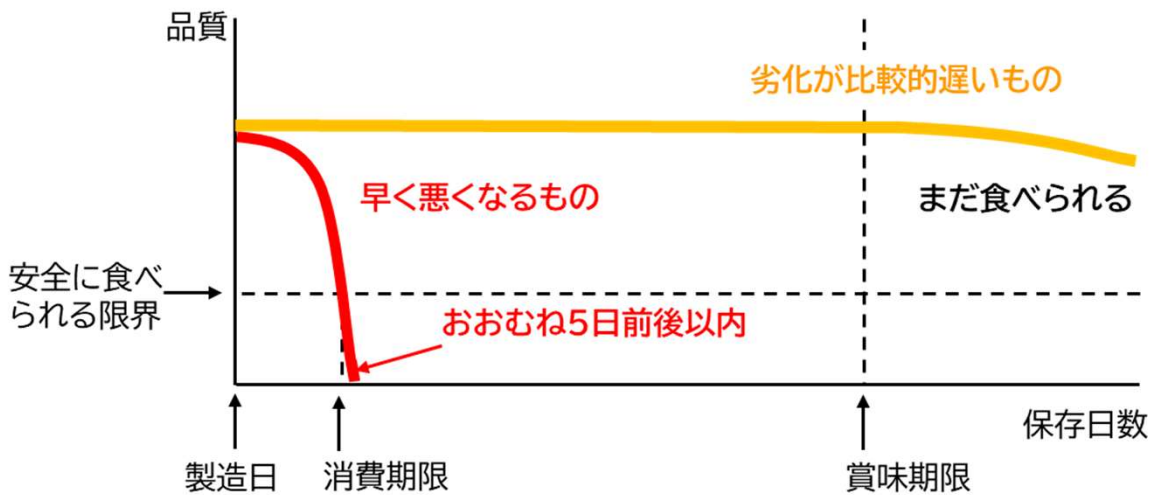 品質
劣化が比較的遅いもの
早く悪くなるもの
まだ食べられる
安全に食べ
られる限界
おおむね5日前後以内
保存日数
製造日
消費期限
賞味期限